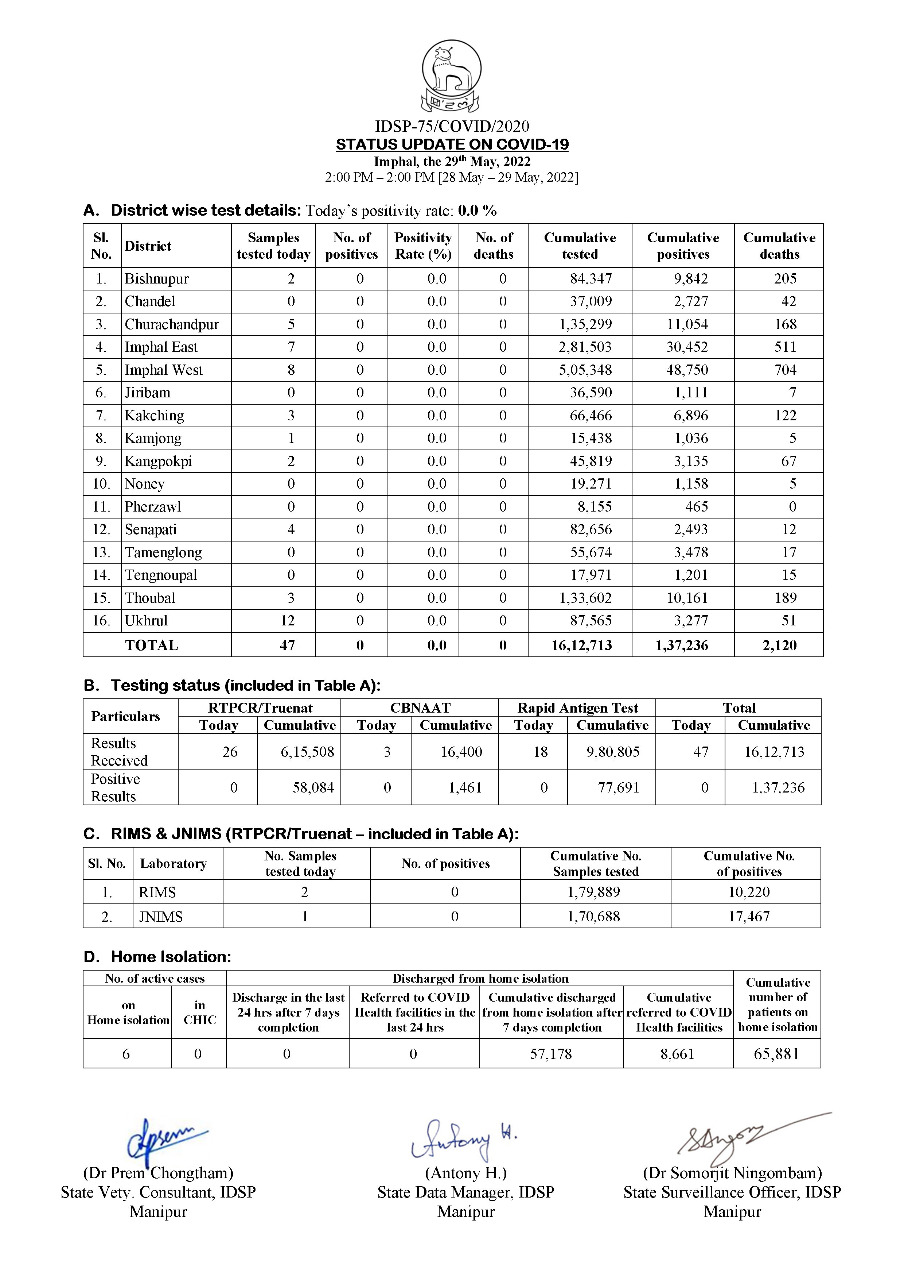 IDSP-75/COVID/2020
STATUS UPDATE ON COVID-19
Imphal, the 29th May, 2022
2:00 PM – 2:00 PM [28 May – 29 May, 2022]
A. District wise test details: Today's positivity rate: 0.0 %
Sl. No. District Samples tested today No. of positives Positivity Rate (%) No. of deaths Cumulative tested Cumulative positives Cumulative deaths
1. Bishnupur 2 0 0.0 0 84,347 9,842 205
2. Chandel 0 0 0.0 0 37,009 2,727 42
3. Churachandpur 5 0 0.0 0 1,35,299 11,054 168
4. Imphal East 7 0 0.0 0 2,81,503 30,452 511
5. Imphal West 8 0 0.0 0 5,05,348 48,750 704
6. Jiribam 0 0 0.0 0 36,590 1,111 7
7. Kakching 3 0 0.0 0 66,466 6,896 122
8. Kamjong 1 0 0.0 0 15,438 1,036 5
9. Kangpokpi 2 0 0.0 0 45,819 3,135 67
10. Noney 0 0 0.0 0 19,271 1,158 5
11. Pherzawl 0 0 0.0 0 8,155 465 0
12. Senapati 4 0 0.0 0 82,656 2,493 12
13. Tamenglong 0 0 0.0 0 55,674 3,478 17
14. Tengnoupal 0 0 0.0 0 17,971 1,201 15
15. Thoubal 3 0 0.0 0 1,33,602 10,161 189
16. Ukhrul 12 0 0.0 0 87,565 3,277 51
TOTAL 47 0 0.0 0 16,12,713 1,37,236 2,120
B. Testing status (included in Table A):
Particulars RTPCR/Truenat CBNAAT Rapid Antigen Test Total
Today Cumulative Today Cumulative Today Cumulative Today Cumulative
Results Received 26 6,15,508 3 16,400 18 9,80,805 47 16,12,713
Positive Results 0 58,084 0 1,461 0 77,691 0 1,37,236
C. RIMS & JNIMS (RTPCR/Truenat – included in Table A):
Sl. No. Laboratory No. Samples tested today No. of positives Cumulative No. Samples tested Cumulative No. of positives
1. RIMS 2 0 1,79,889 10,220
2. JNIMS 1 0 1,70,688 17,467
D. Home Isolation:
No. of active cases Discharged from home isolation Cumulative number of patients on home isolation
on Home isolation in CHIC Discharge in the last 24 hrs after 7 days completion Referred to COVID Health facilities in the last 24 hrs Cumulative discharged from home isolation after 7 days completion Cumulative referred to COVID Health facilities
6 0 0 0 57,178 8,661 65,881
Antony H.
(Dr Prem Chongtham) (Antony H.) (Dr Somorjit Ningombam)
State Vety. Consultant, IDSP State Data Manager, IDSP State Surveillance Officer, IDSP
Manipur Manipur Manipur